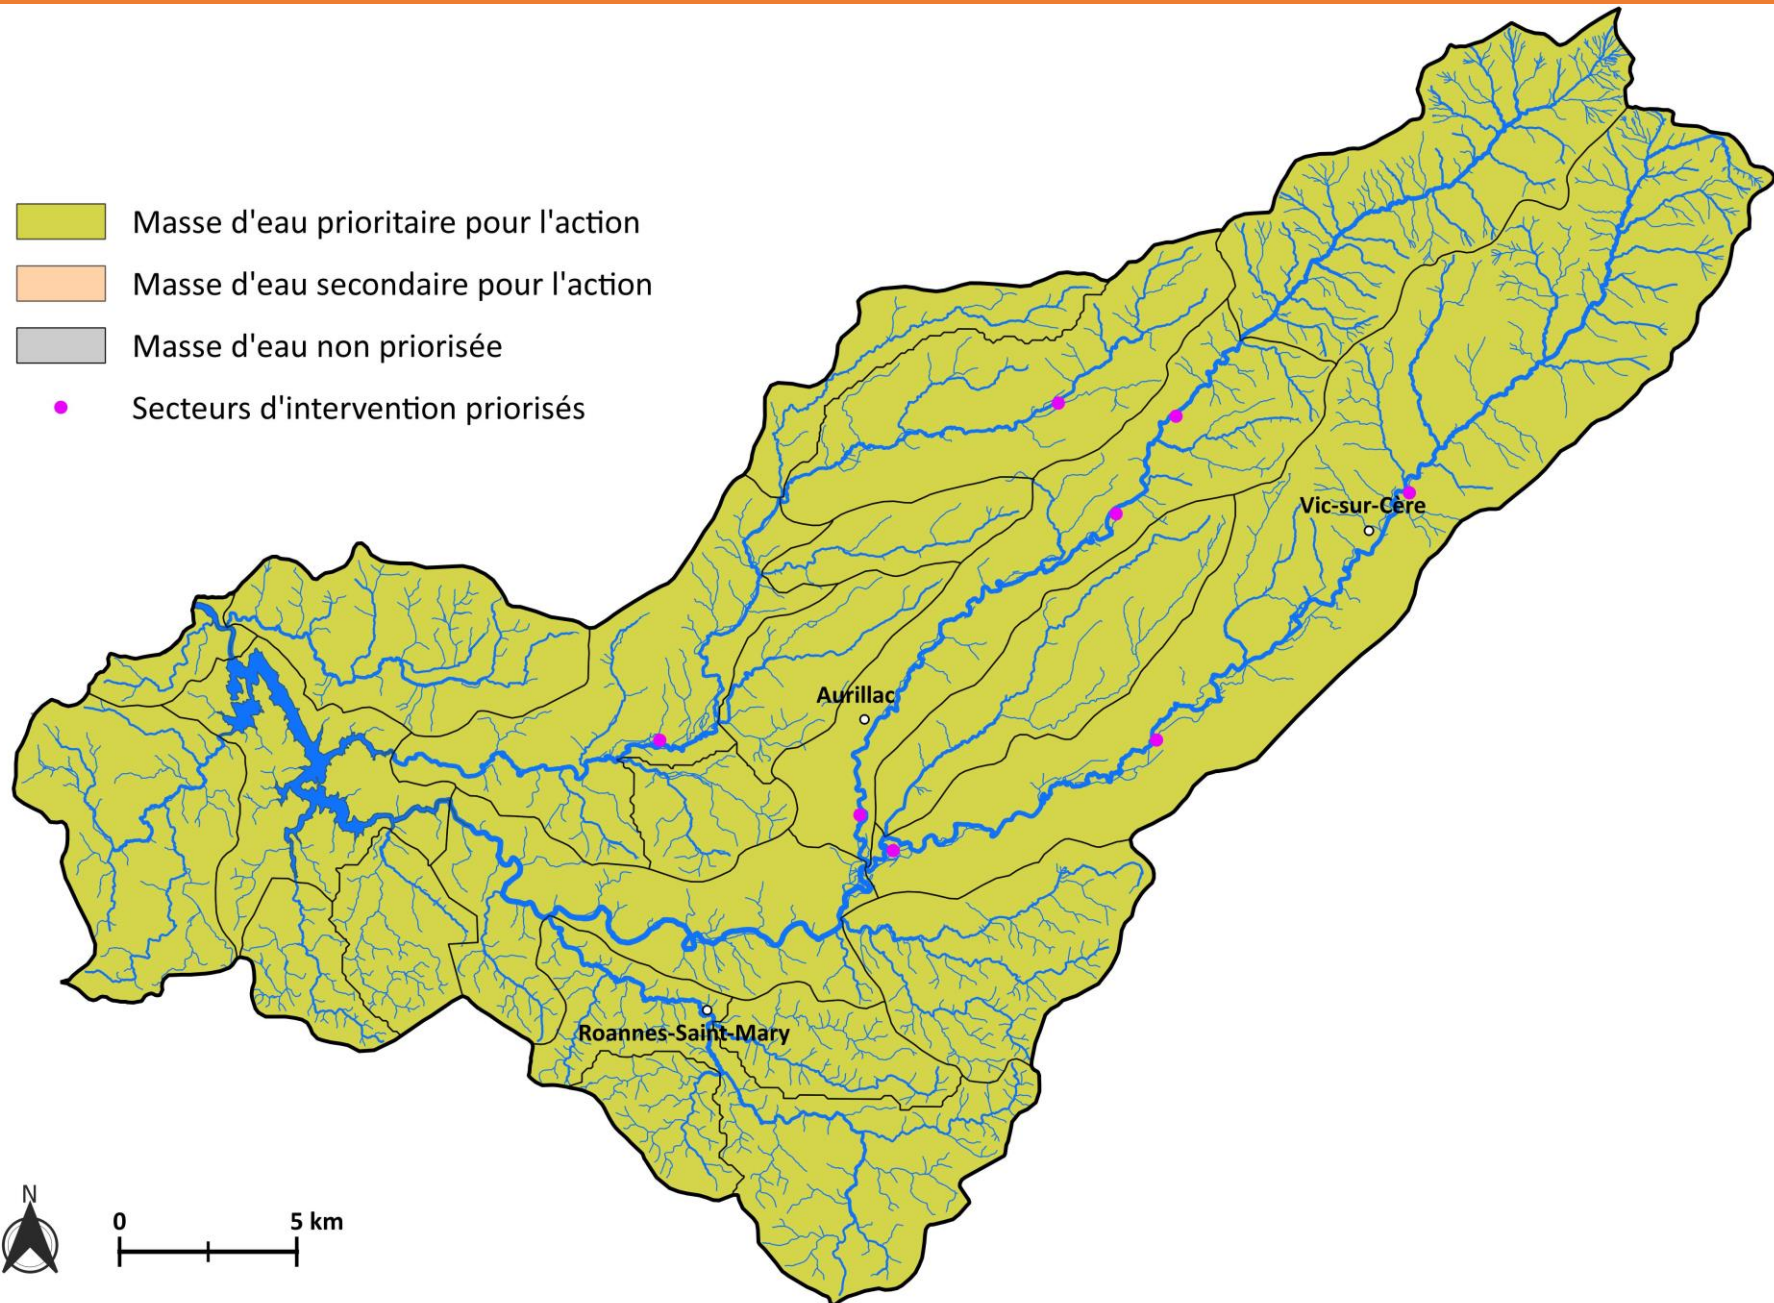 Masse d'eau prioritaire pour l'action
Masse d'eau secondaire pour l'action
Masse d'eau non priorisée
Secteurs d'intervention priorisés
Vic-sur-Cère
Aurillac
Roannes-Saint-Mary
N
0 5 km